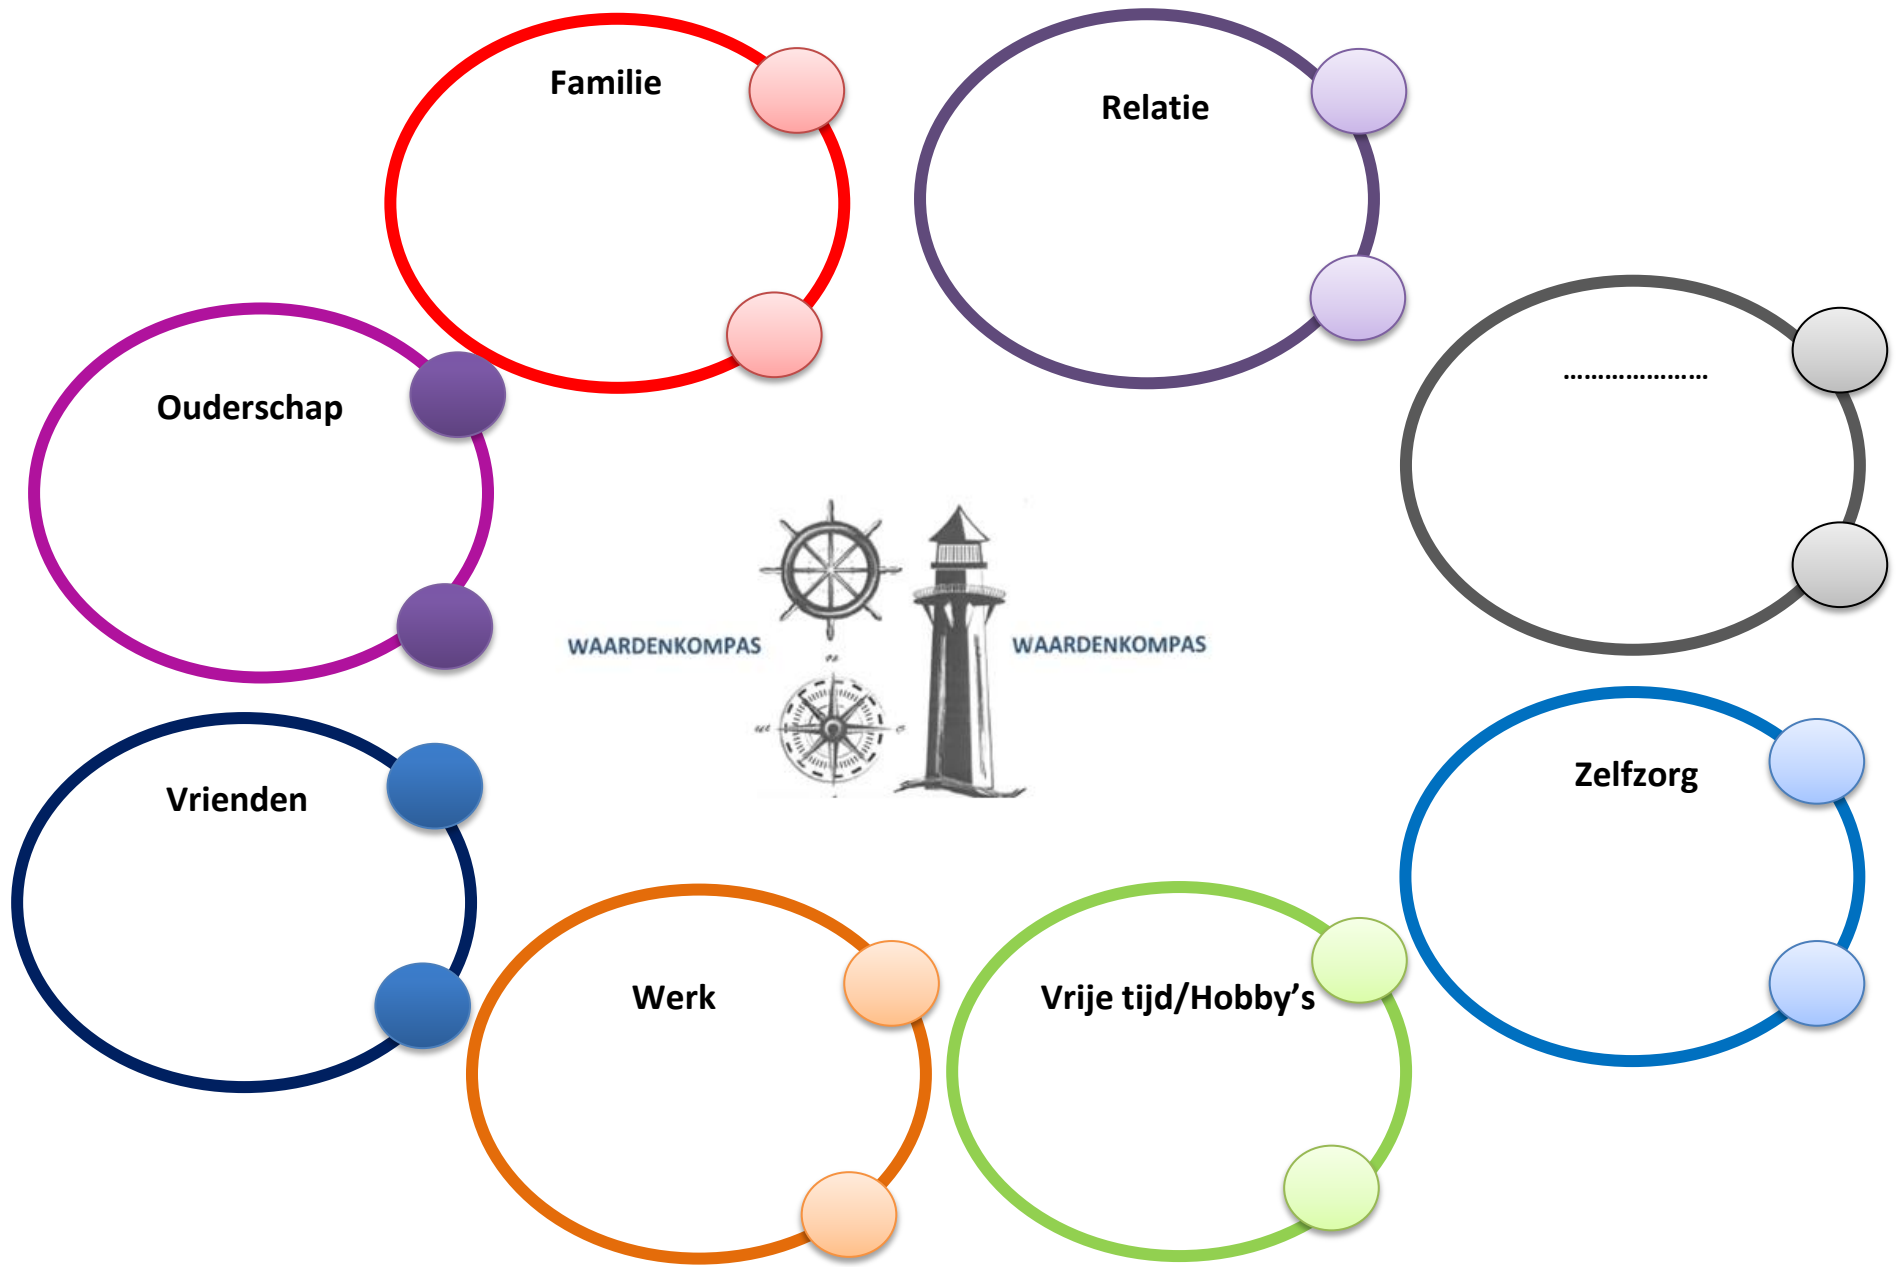 Familie
Relatie
Ouderschap
.....................
WAARDENKOMPAS
WAARDENKOMPAS
Vrienden
Zelfzorg
Werk
Vrije tijd/Hobby’s